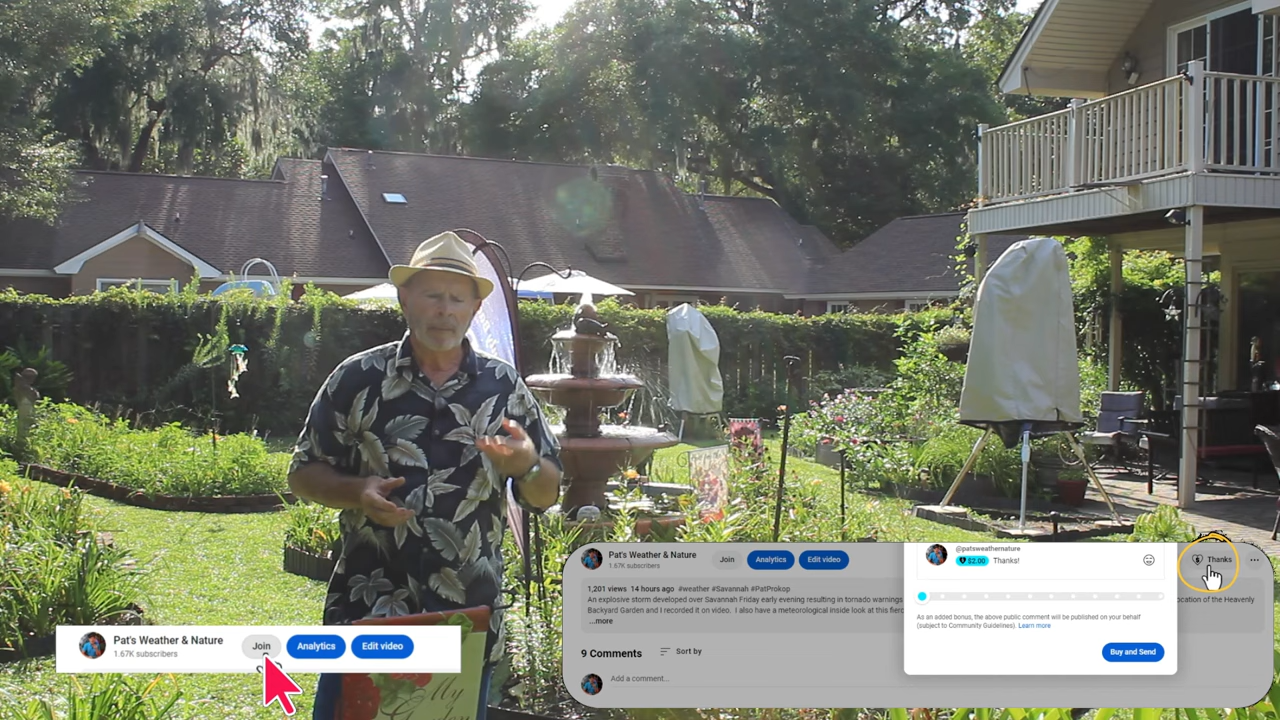 Pat's Weather & Nature
1.67K subscribers
Join
Analytics
Edit video
Pat's Weather & Nature
1.67K subscribers
Join
Analytics
Edit video
1,201 views 14 hours ago #weather #Savannah #PatProkop
An explosive storm developed over Savannah Friday early evening resulting in tornado warnings
ocation of the Heavenly
Backyard Garden and I recorded it on video. I also have a meteorological inside look at this fierc
...more
9 Comments
Sort by
Add a comment...
@patsweathernature
$2.00
Thanks!
As an added bonus, the above public comment will be published on your behalf
(subject to Community Guidelines). Learn more
Buy and Send
Thanks
My
Garden